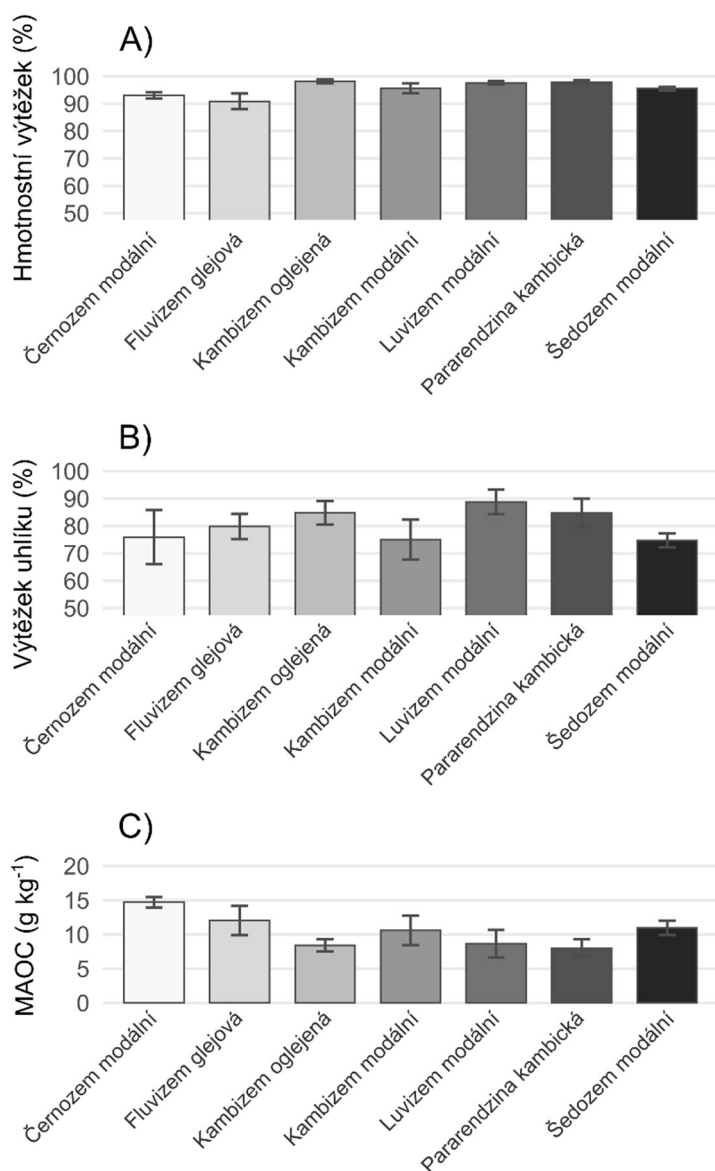 A)
Hmotnostní výtěžek (%)
100
90
80
70
60
50
Černozem modální
Fluvizem glejová
Kambizem oglejená
Kambizem modální
Luvizem modální
Pararendzina kambická
Šedozem modální
B)
Výtěžek uhlíku (%)
100
90
80
70
60
50
Černozem modální
Fluvizem glejová
Kambizem oglejená
Kambizem modální
Luvizem modální
Pararendzina kambická
Šedozem modální
C)
MAOC (g kg⁻¹)
20
15
10
5
0
Černozem modální
Fluvizem glejová
Kambizem oglejená
Kambizem modální
Luvizem modální
Pararendzina kambická
Šedozem modální